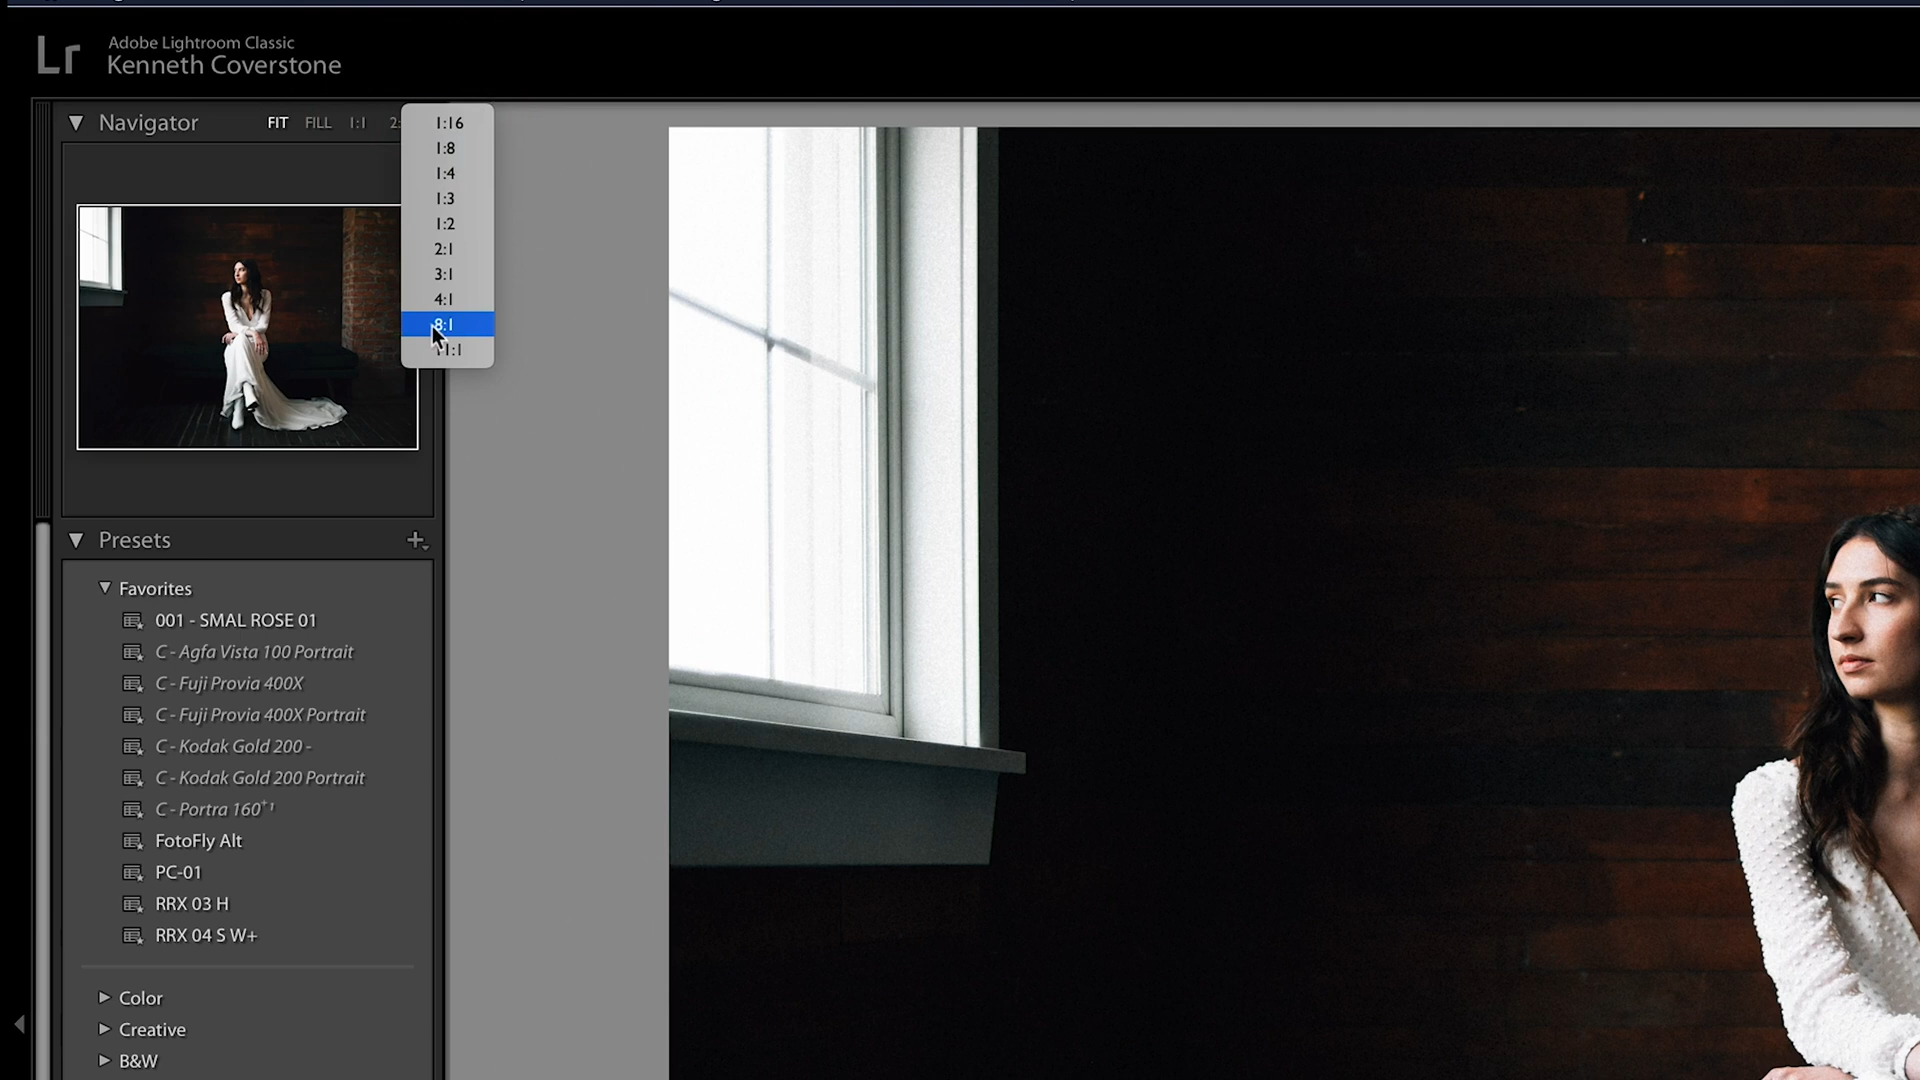 Lr
Adobe Lightroom Classic
Kenneth Coverstone
Navigator FIT FILL 1:1 2:
1:16
1:8
1:4
1:3
1:2
2:1
3:1
4:1
8:1
11:1
Presets
Favorites
001 - SMAL ROSE 01
C - Agfa Vista 100 Portrait
C - Fuji Provia 400X
C - Fuji Provia 400X Portrait
C - Kodak Gold 200 -
C - Kodak Gold 200 Portrait
C - Portra 160⁺¹
FotoFly Alt
PC-01
RRX 03 H
RRX 04 S W+
Color
Creative
B&W